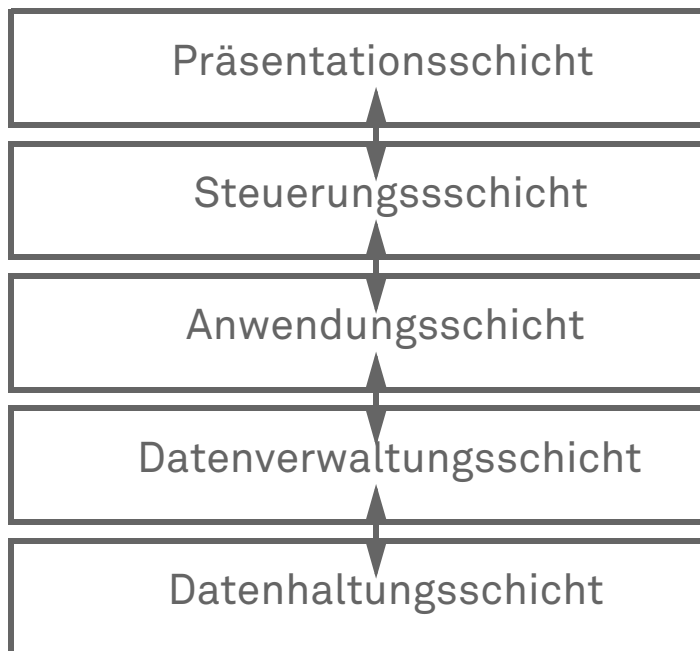 Präsentationsschicht
Steuerungssschicht
Anwendungsschicht
Datenverwaltungsschicht
Datenhaltungsschicht